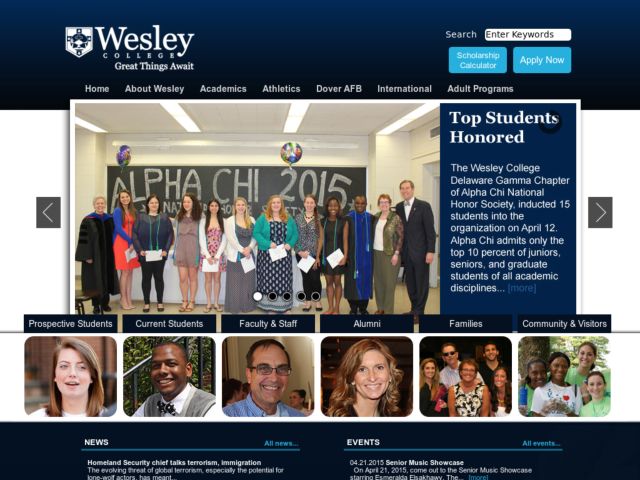 Wesley
COLLEGE
Great Things Await
Search
Enter Keywords
Scholarship
Calculator
Apply Now
Home
About Wesley
Academics
Athletics
Dover AFB
International
Adult Programs
ALPHA CHI 2015
Top Students
Honored
The Wesley College
Delaware Gamma Chapter
of Alpha Chi National
Honor Society, inducted 15
students into the
organization on April 12.
Alpha Chi admits only the
top 10 percent of juniors,
seniors, and graduate
students of all academic
disciplines... [more]
Prospective Students
Current Students
Faculty & Staff
Alumni
Families
Community & Visitors
NEWS
All news...
Homeland Security chief talks terrorism, immigration
The evolving threat of global terrorism, especially the potential for
lone-wolf actors, has meant...
EVENTS
All events...
04.21.2015 Senior Music Showcase
On April 21, 2015, come out to the Senior Music Showcase
starring Esmeralda Elsakhawy, The... [more]